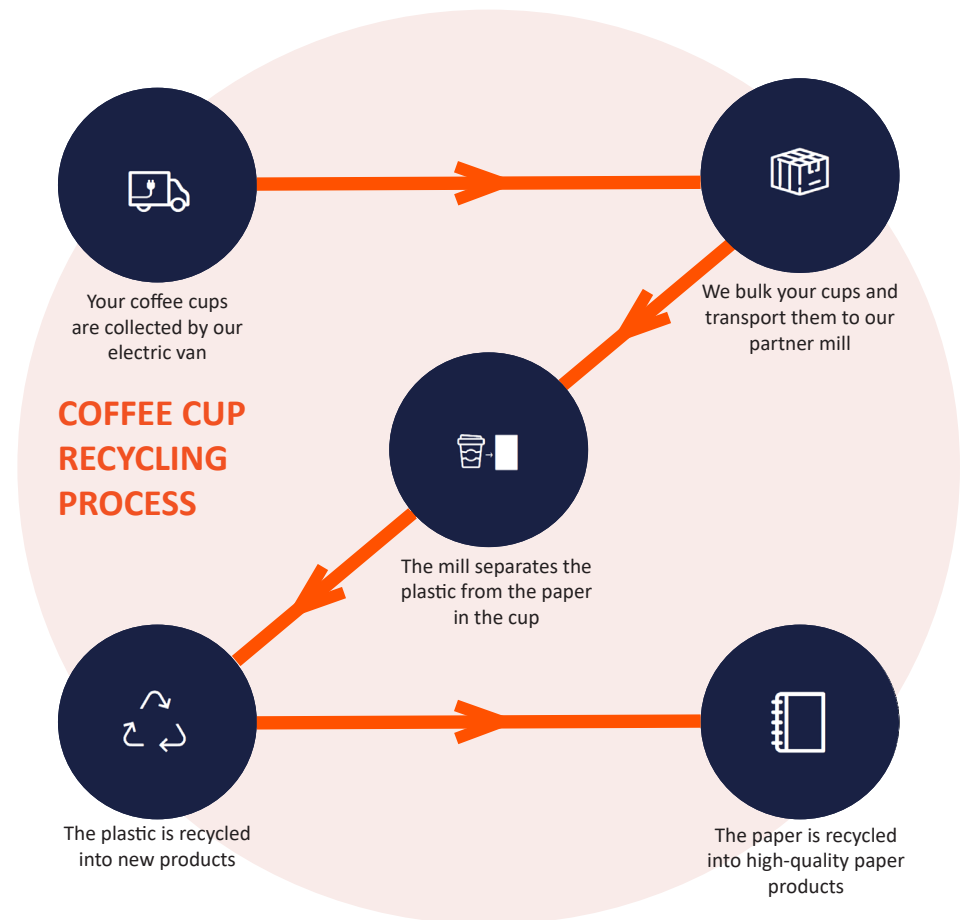 Your coffee cups
are collected by our
electric van
We bulk your cups and
transport them to our
partner mill
COFFEE CUP
RECYCLING
PROCESS
The mill separates the
plastic from the paper
in the cup
The plastic is recycled
into new products
The paper is recycled
into high-quality paper
products